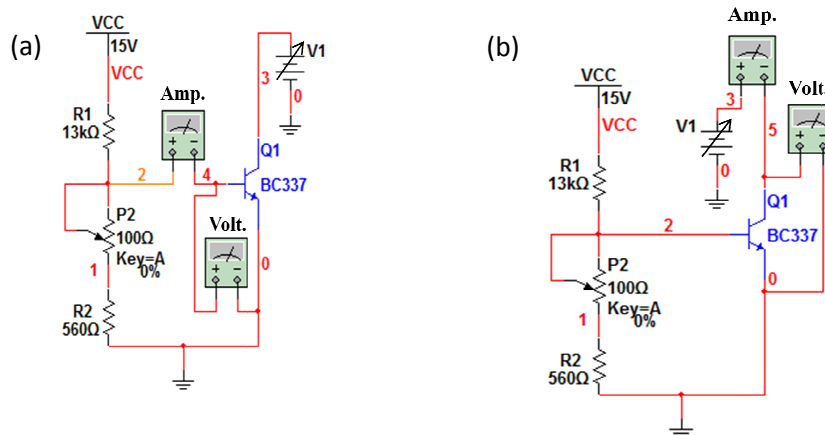 (a)
VCC
15V
VCC
R1
13kΩ
Amp.
+ −
2
4
3
V1
0
Q1
BC337
P2
100Ω
Key=A
0%
Volt.
+ −
1
0
R2
560Ω
(b)
Amp.
+ −
VCC
15V
VCC
3
Volt.
+ −
V1
5
0
R1
13kΩ
Q1
2
BC337
P2
100Ω
Key=A
0%
0
1
R2
560Ω